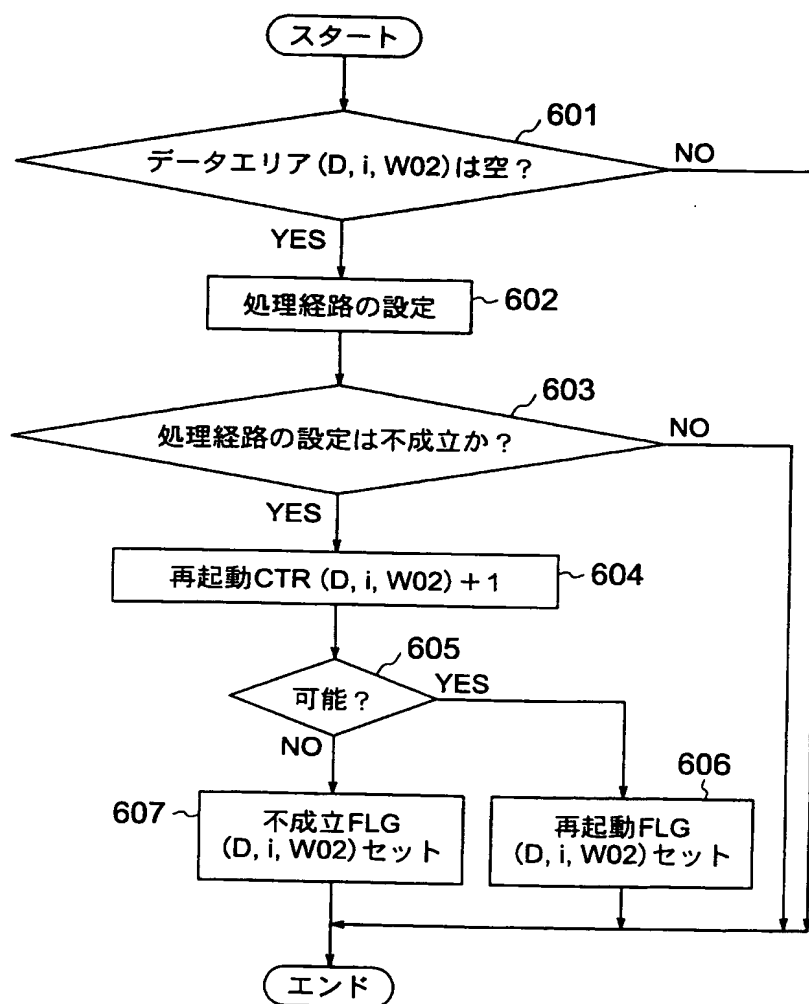 スタート
601
データエリア(D, i, W02)は空?
NO
YES
処理経路の設定
602
603
処理経路の設定は不成立か?
NO
YES
再起動CTR (D, i, W02)+1
604
605
可能?
YES
NO
606
607
不成立FLG
(D, i, W02)セット
再起動FLG
(D, i, W02)セット
エンド